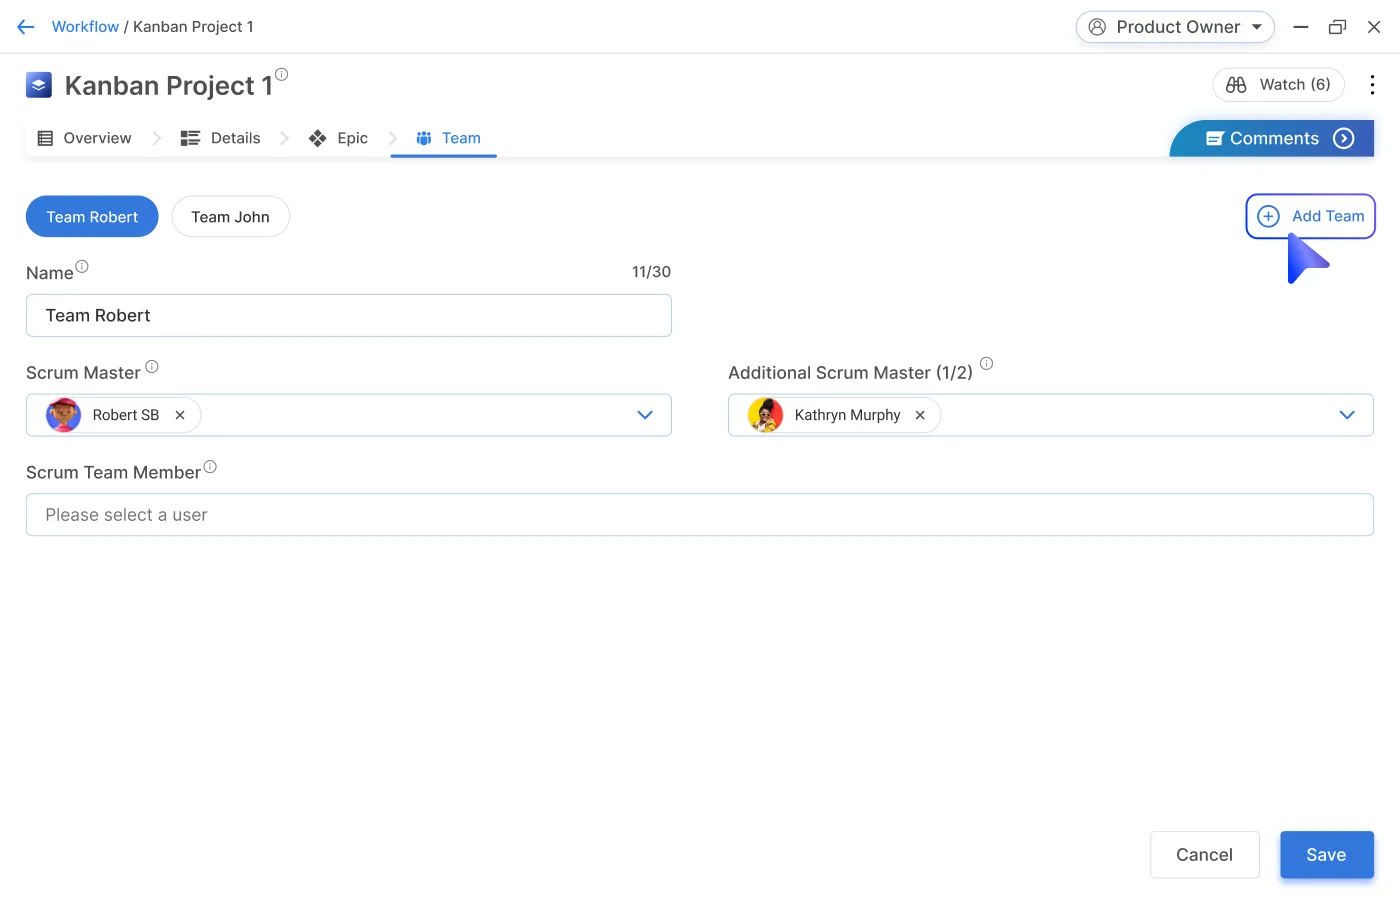 Workflow / Kanban Project 1
Product Owner
Kanban Project 1
Watch (6)
Overview
Details
Epic
Team
Comments
Team Robert
Team John
Add Team
Name
11/30
Team Robert
Scrum Master
Additional Scrum Master (1/2)
Robert SB
Kathryn Murphy
Scrum Team Member
Please select a user
Cancel
Save